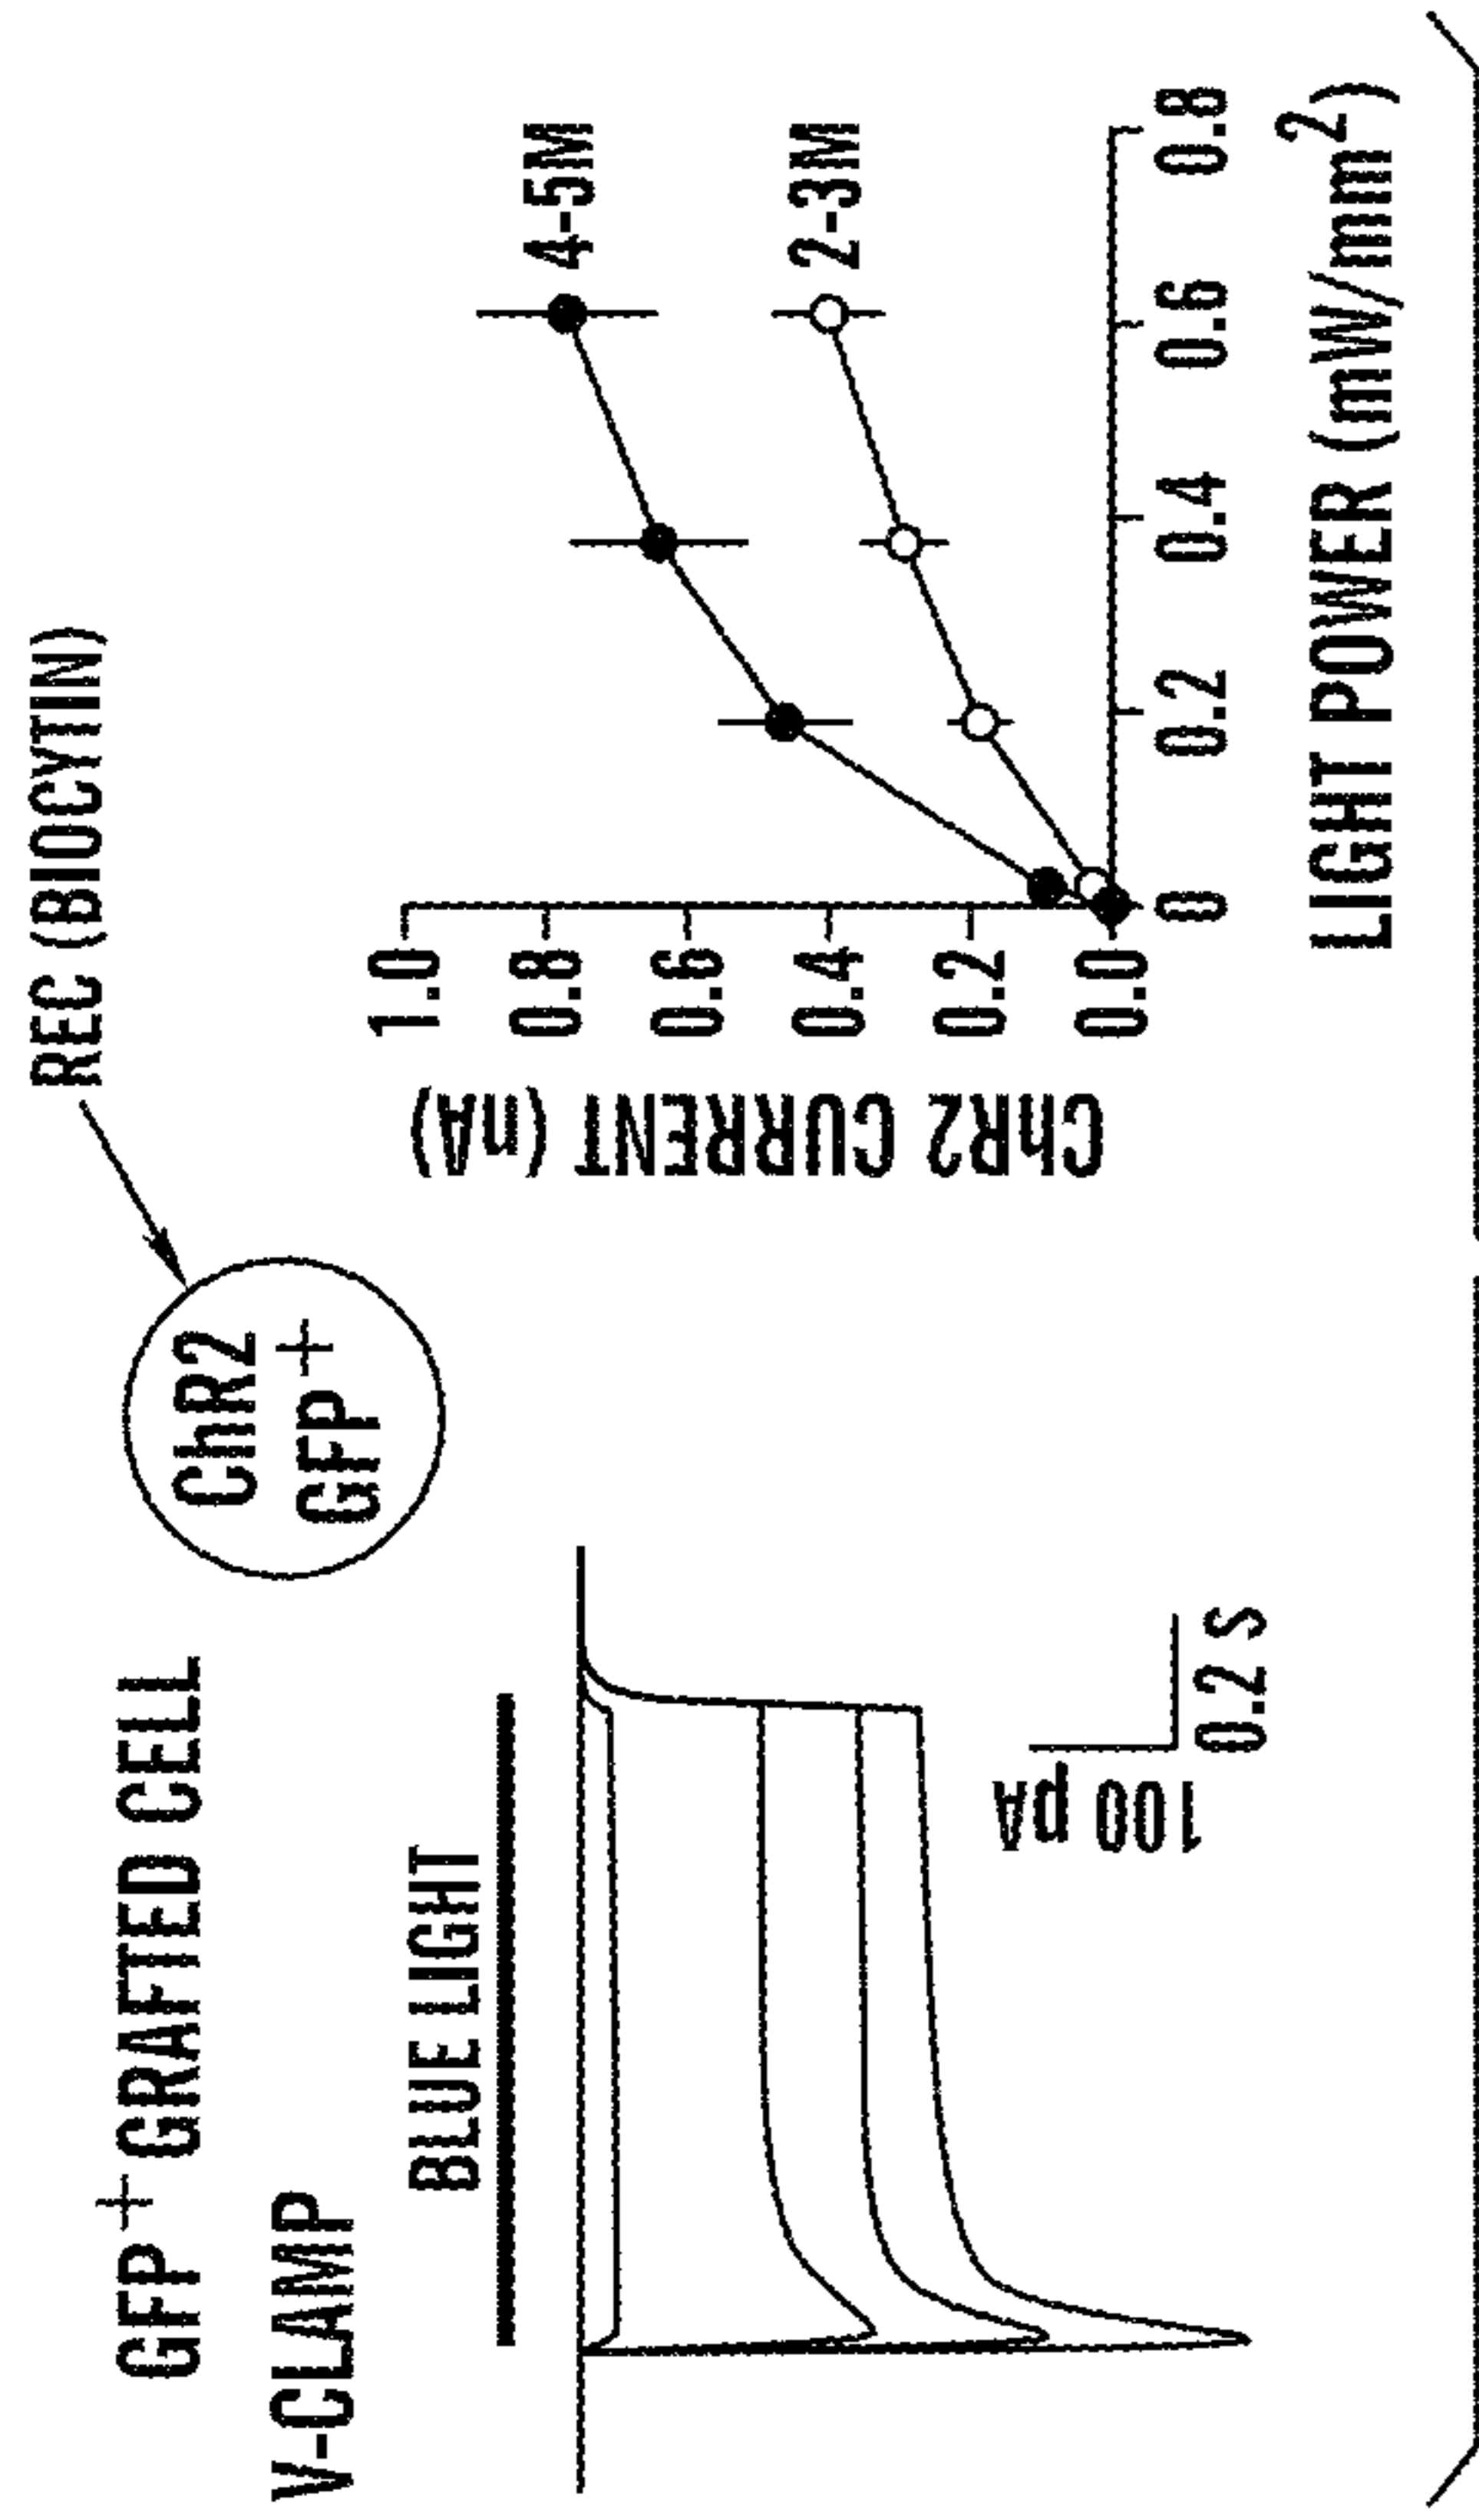 GFP+ GRAFTED CELL
V-CLAMP
BLUE LIGHT
100 pA
0.2 s
REC (BIOCYTIN)
ChR2
GFP+
ChR2 CURRENT (nA)
1.0
0.8
0.6
0.4
0.2
0.0
4-5M
2-3M
0 0.2 0.4 0.6 0.8
LIGHT POWER (mW/mm²)